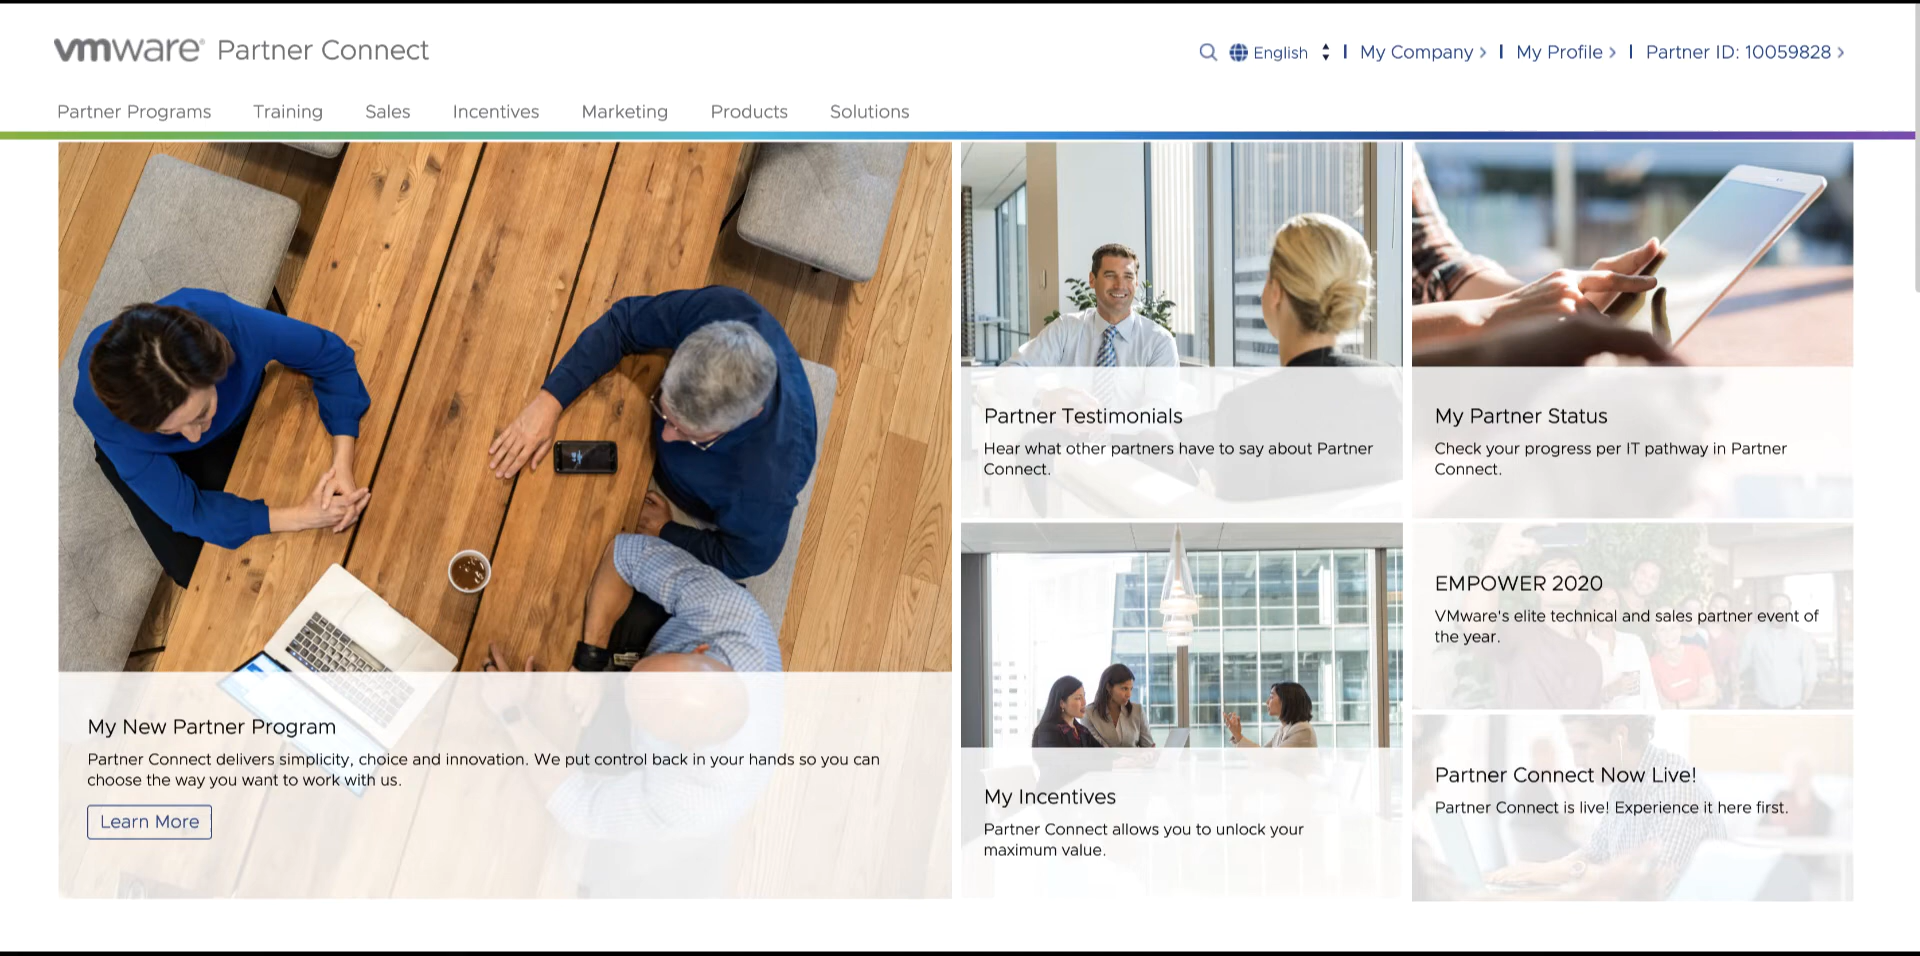 vmware® Partner Connect
English | My Company > | My Profile > | Partner ID: 10059828 >
Partner Programs Training Sales Incentives Marketing Products Solutions
My New Partner Program
Partner Connect delivers simplicity, choice and innovation. We put control back in your hands so you can
choose the way you want to work with us.
Learn More
Partner Testimonials
Hear what other partners have to say about Partner
Connect.
My Incentives
Partner Connect allows you to unlock your
maximum value.
My Partner Status
Check your progress per IT pathway in Partner
Connect.
EMPOWER 2020
VMware's elite technical and sales partner event of
the year.
Partner Connect Now Live!
Partner Connect is live! Experience it here first.